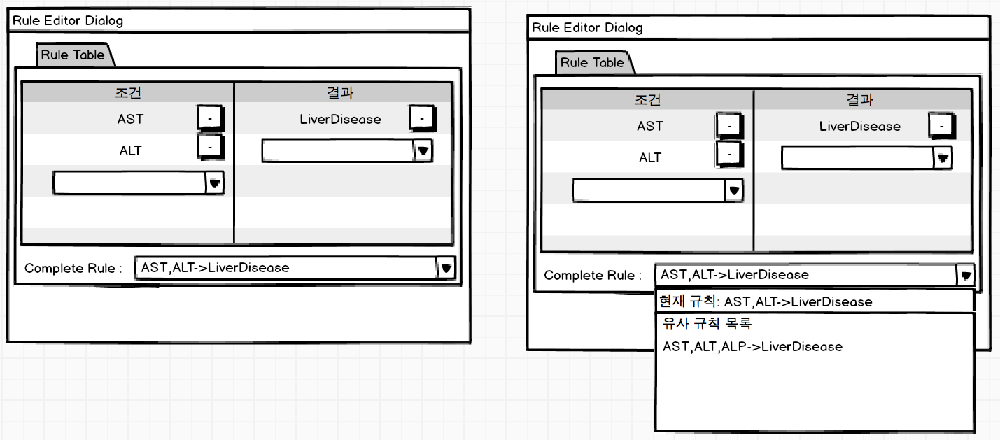 Rule Editor Dialog
Rule Table
조건 결과
AST - LiverDisease -
ALT -
Complete Rule : AST,ALT->LiverDisease
Rule Editor Dialog
Rule Table
조건 결과
AST - LiverDisease -
ALT -
Complete Rule : AST,ALT->LiverDisease
현재 규칙: AST,ALT->LiverDisease
유사 규칙 목록
AST,ALT,ALP->LiverDisease